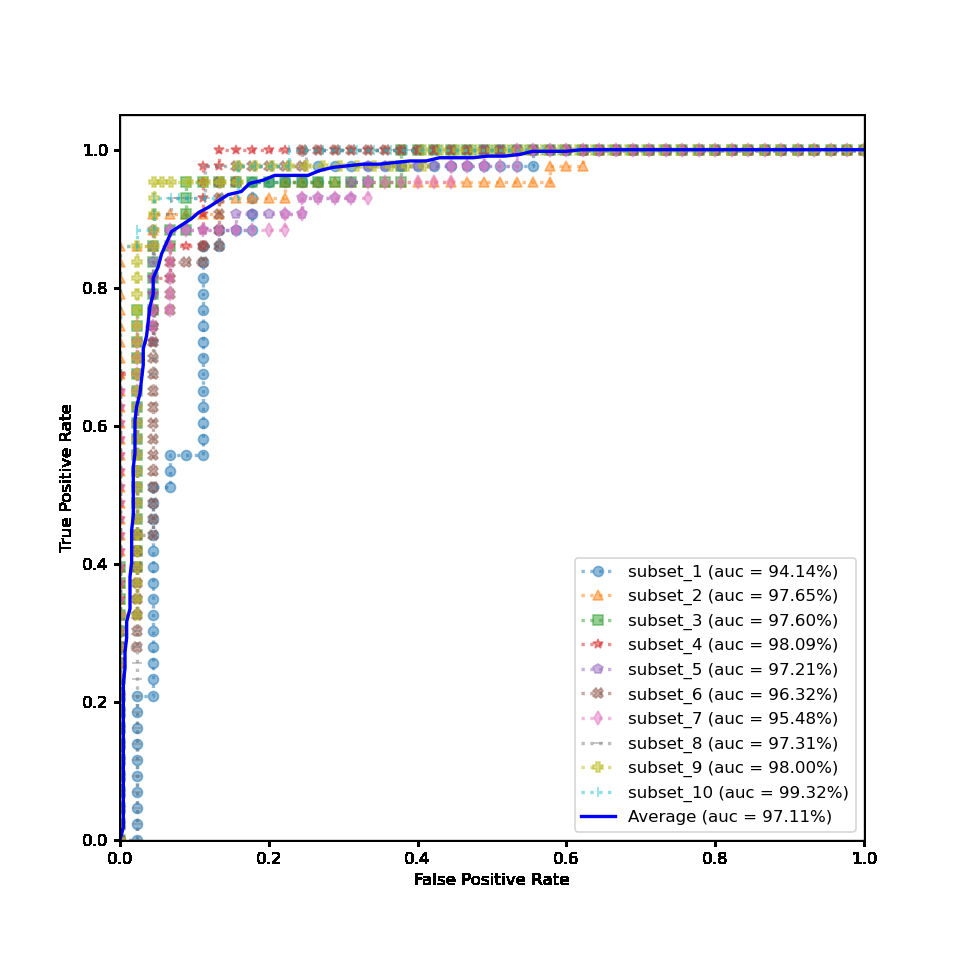 True Positive Rate
1.0
0.8
0.6
0.4
0.2
0.0
subset_1 (auc = 94.14%)
subset_2 (auc = 97.65%)
subset_3 (auc = 97.60%)
subset_4 (auc = 98.09%)
subset_5 (auc = 97.21%)
subset_6 (auc = 96.32%)
subset_7 (auc = 95.48%)
subset_8 (auc = 97.31%)
subset_9 (auc = 98.00%)
subset_10 (auc = 99.32%)
Average (auc = 97.11%)
0.0 0.2 0.4 0.6 0.8 1.0
False Positive Rate